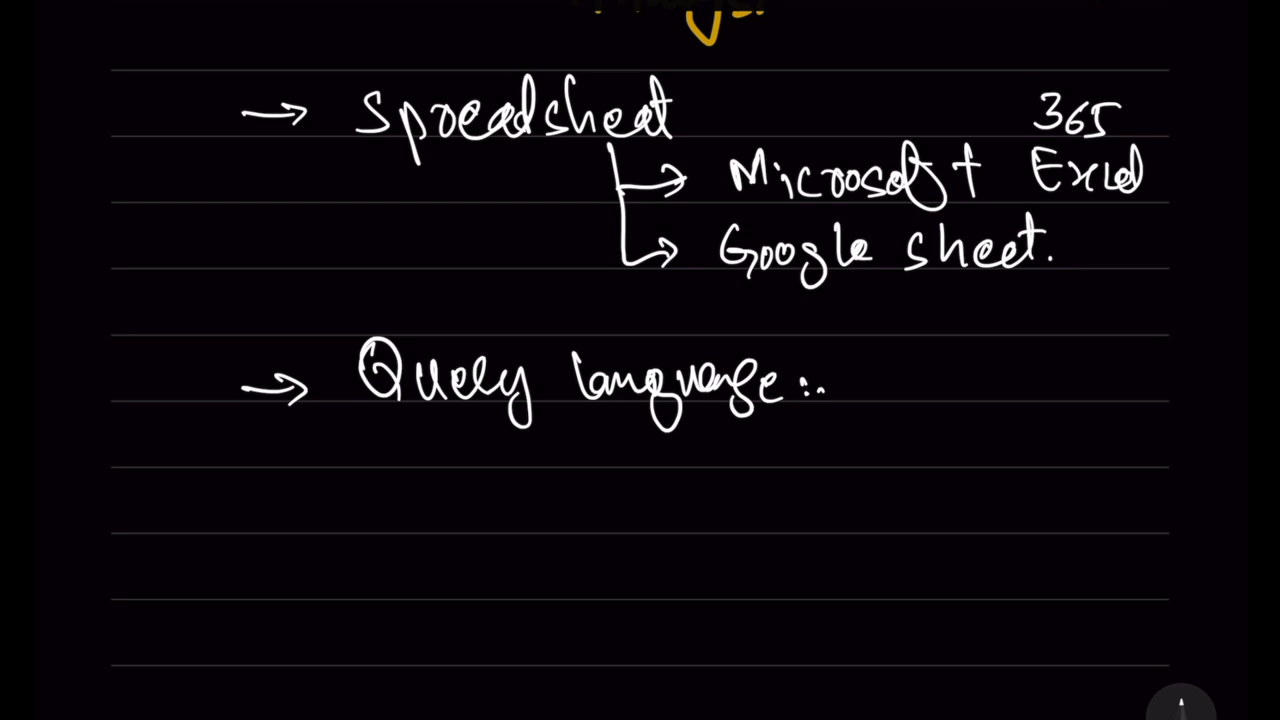 → Spreadsheet
365
→ Microsoft Excel
→ Google sheet.
→ Query language :.